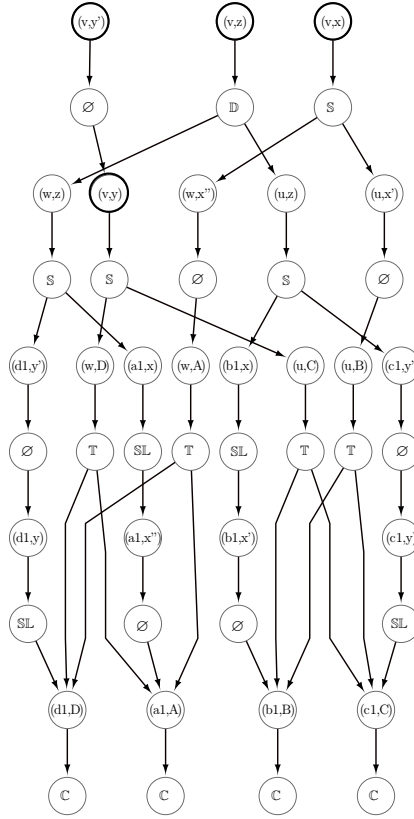 (v,y') (v,z) (v,x)
∅ 𝔻 𝕊
(w,z) (v,y) (w,x'') (u,z) (u,x')
𝕊 𝕊 ∅ 𝕊 ∅
(d1,y') (w,D) (a1,x) (w,A) (b1,x) (u,C) (u,B) (c1,y'
∅ 𝕋 𝕊𝕃 𝕋 𝕊𝕃 𝕋 𝕋 ∅
(d1,y) (a1,x'') (b1,x') (c1,y)
𝕊𝕃 ∅ ∅ 𝕊𝕃
(d1,D) (a1,A) (b1,B) (c1,C)
ℂ ℂ ℂ ℂ